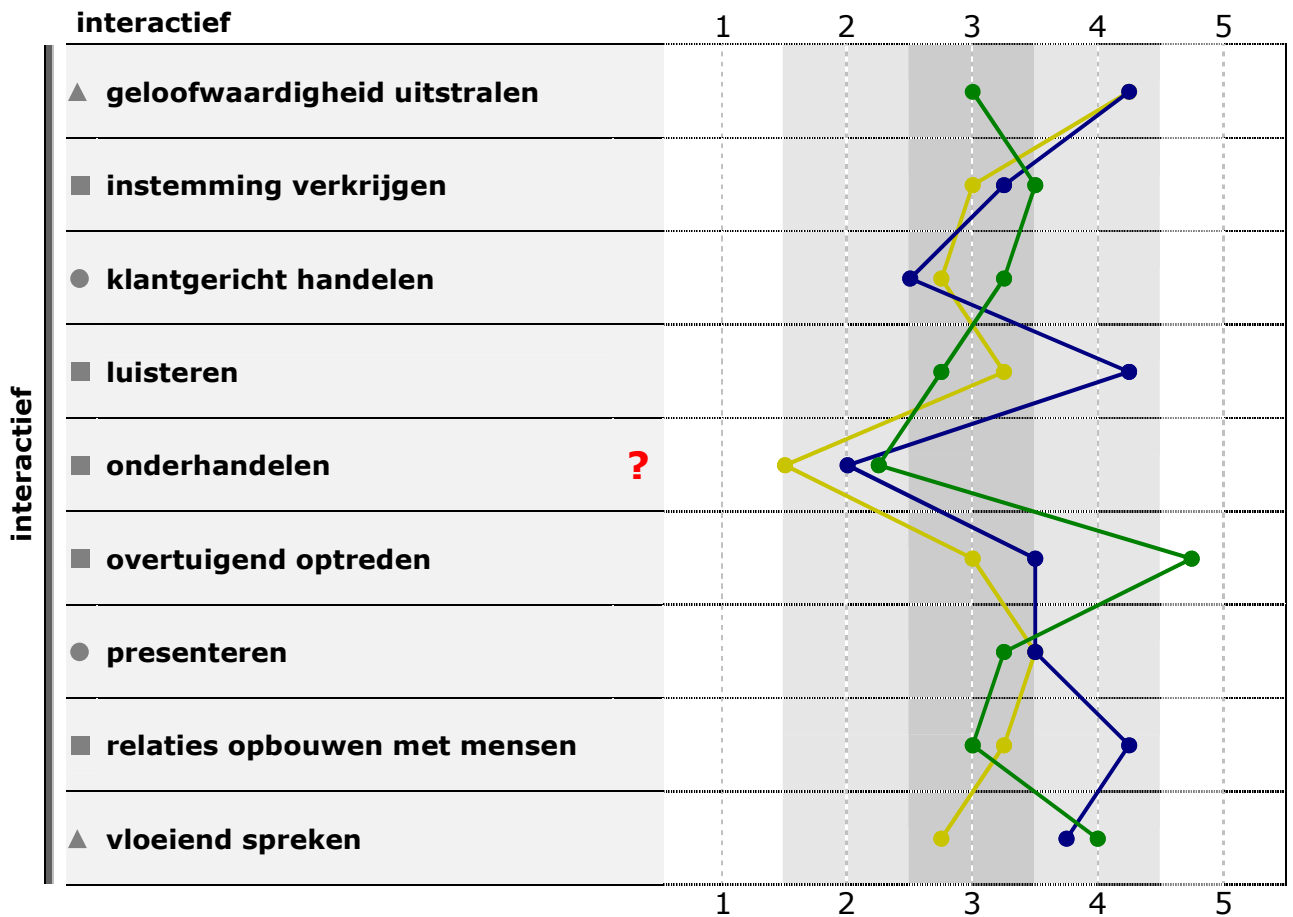 interactief 1 2 3 4 5
geloofwaardigheid uitstralen
instemming verkrijgen
klantgericht handelen
luisteren
onderhandelen ?
overtuigend optreden
presenteren
relaties opbouwen met mensen
vloeiend spreken
1 2 3 4 5
interactief